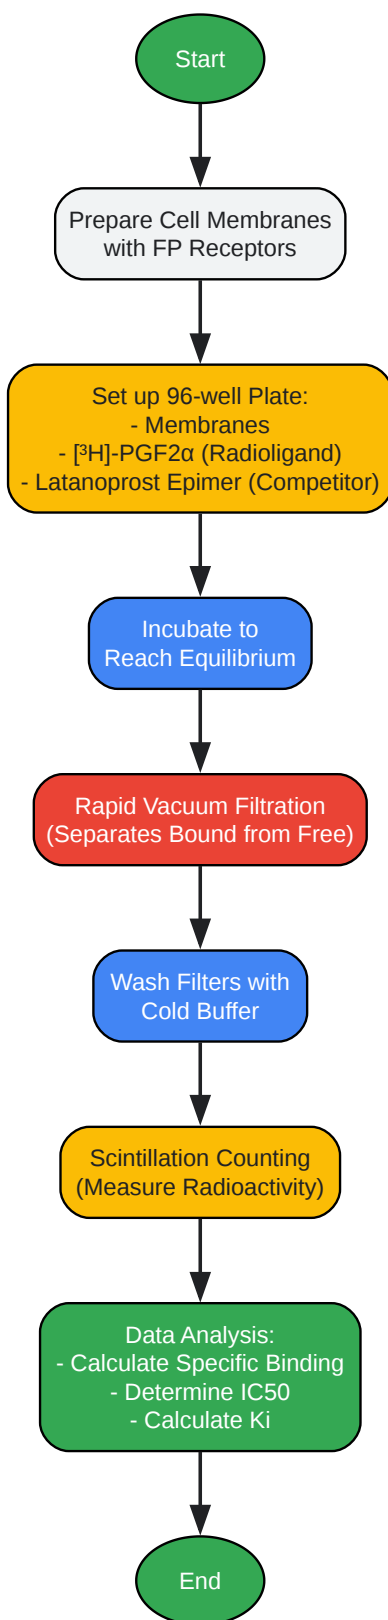 Start
Prepare Cell Membranes
with FP Receptors
Set up 96-well Plate:
- Membranes
- [³H]-PGF2α (Radioligand)
- Latanoprost Epimer (Competitor)
Incubate to
Reach Equilibrium
Rapid Vacuum Filtration
(Separates Bound from Free)
Wash Filters with
Cold Buffer
Scintillation Counting
(Measure Radioactivity)
Data Analysis:
- Calculate Specific Binding
- Determine IC50
- Calculate Ki
End